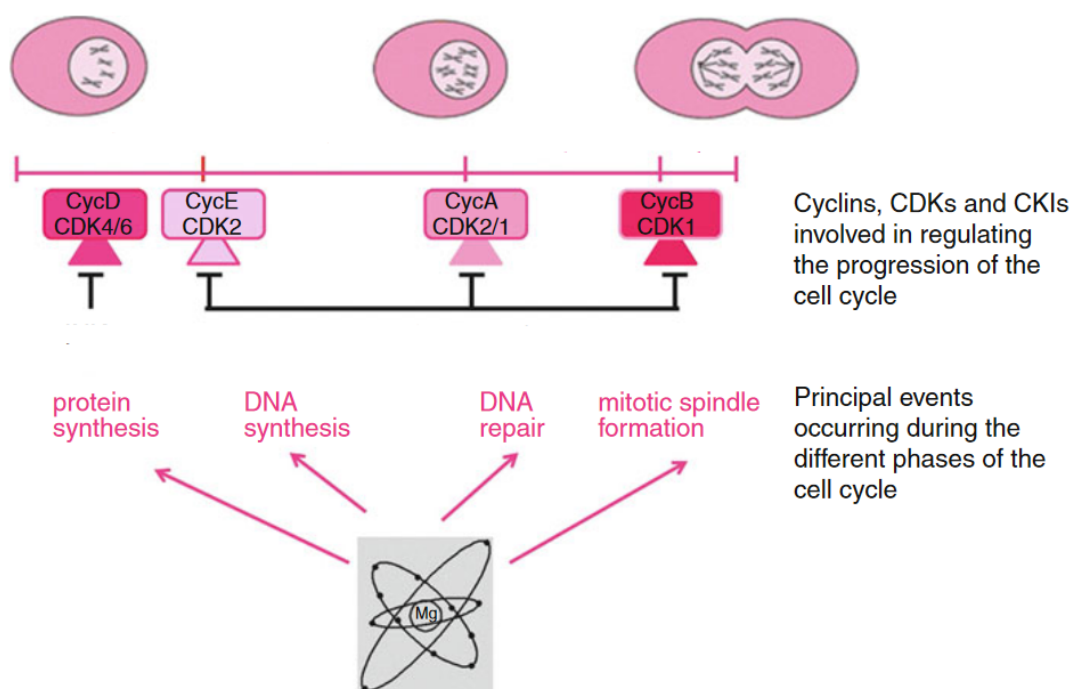 CycD
CDK4/6
CycE
CDK2
CycA
CDK2/1
CycB
CDK1
Cyclins, CDKs and CKIs
involved in regulating
the progression of the
cell cycle
protein
synthesis
DNA
synthesis
DNA
repair
mitotic spindle
formation
Principal events
occurring during the
different phases of the
cell cycle
Mg